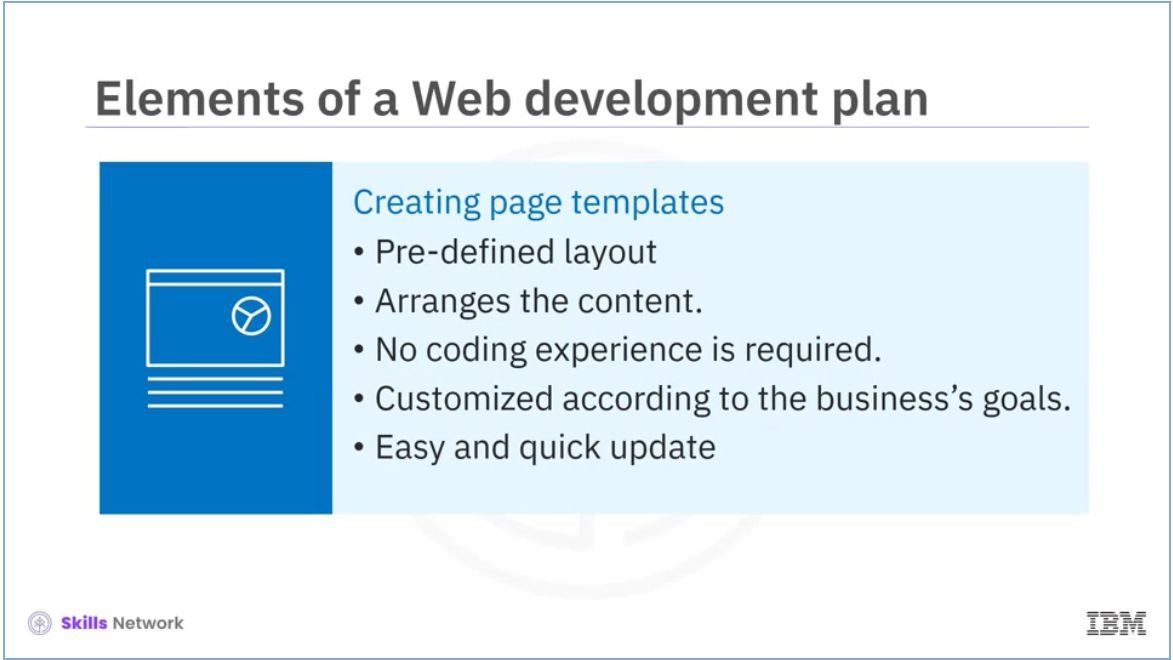 Elements of a Web development plan
Creating page templates
• Pre-defined layout
• Arranges the content.
• No coding experience is required.
• Customized according to the business’s goals.
• Easy and quick update
Skills Network
IBM